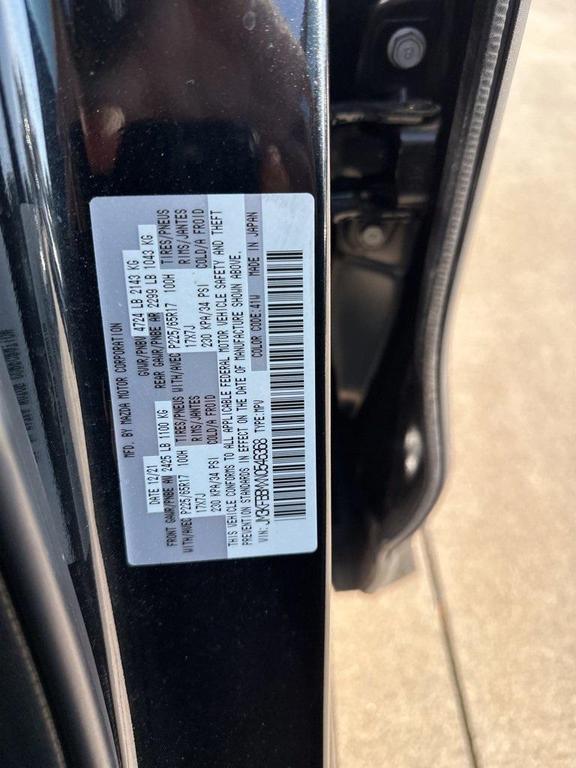 MFD. BY MAZDA MOTOR CORPORATION
DATE 12/21 GVWR/PNBV 4724 LB 2143 KG
FRONT GAWR/PNBE AV 2425 LB 1100 KG REAR GAWR/PNBE AR 2299 LB 1043 KG
WITH/AVEC P225/65R17 100H TIRES/PNEUS WITH/AVEC P225/65R17 100H TIRES/PNEUS
17X7J RIMS/JANTES 17X7J RIMS/JANTES
230 KPA/34 PSI COLD/A FROID 230 KPA/34 PSI COLD/A FROID
THIS VEHICLE CONFORMS TO ALL APPLICABLE FEDERAL MOTOR VEHICLE SAFETY AND THEFT
PREVENTION STANDARDS IN EFFECT ON THE DATE OF MANUFACTURE SHOWN ABOVE.
VIN: TYPE:MPV COLOR CODE:41W MADE IN JAPAN